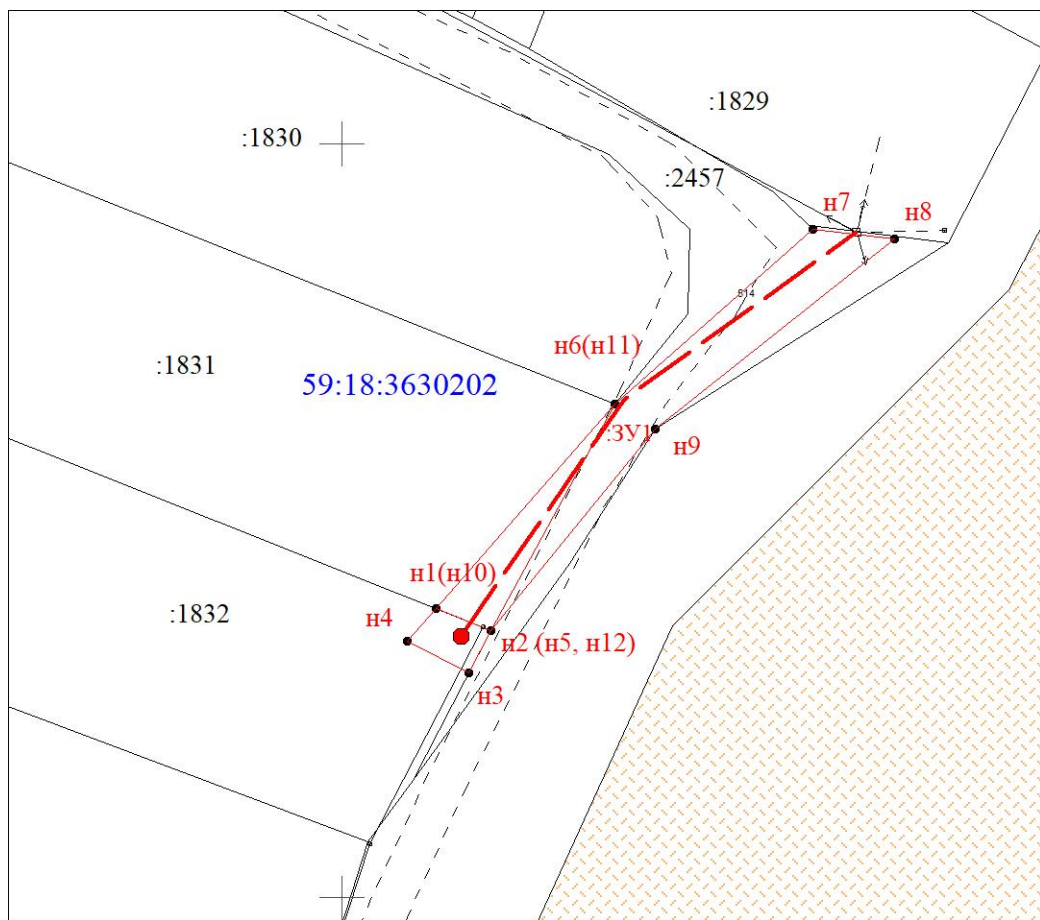 :1829
:1830
:2457
н7
н8
514
н6(н11)
:1831
59:18:3630202
:ЗУ1
н9
н1(н10)
:1832
н4
н2 (н5, н12)
н3